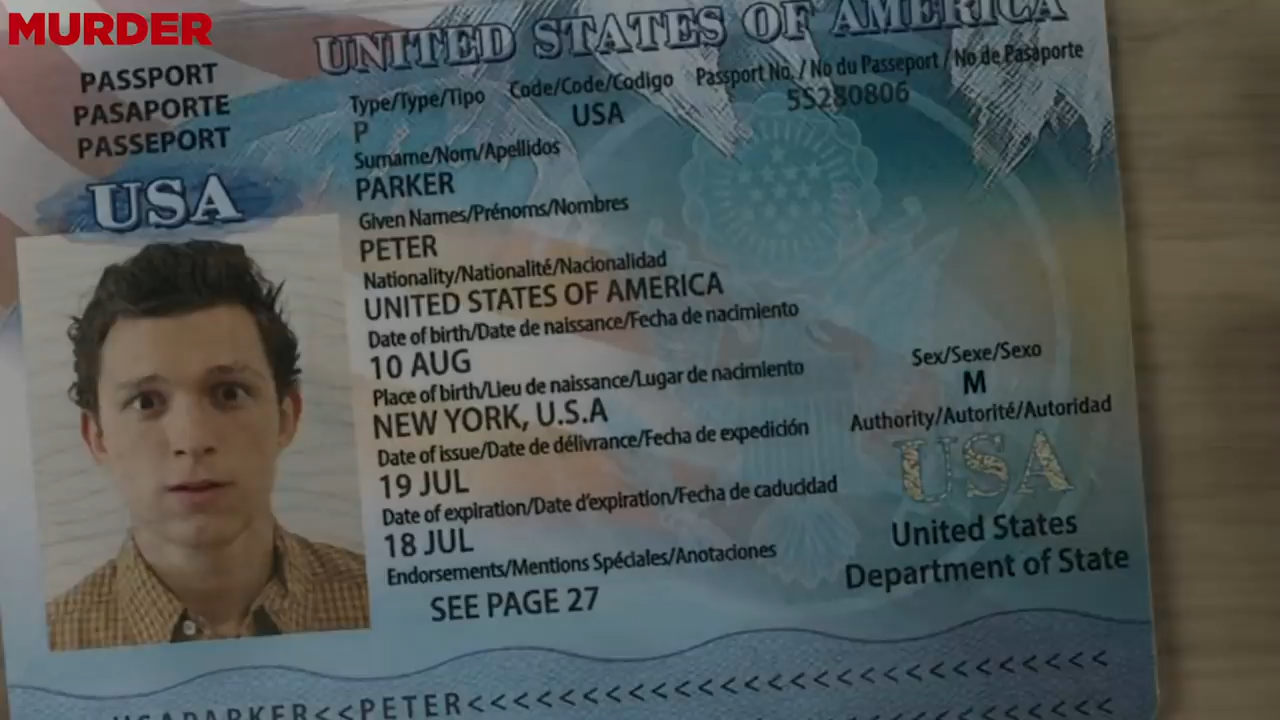 MURDER
UNITED STATES OF AMERICA
PASSPORT
PASAPORTE
PASSEPORT
USA
Type/Type/Tipo
P
Code/Code/Codigo
USA
Passport No. / No du Passeport / No de Pasaporte
55280806
Surname/Nom/Apellidos
PARKER
Given Names/Prénoms/Nombres
PETER
Nationality/Nationalité/Nacionalidad
UNITED STATES OF AMERICA
Date of birth/Date de naissance/Fecha de nacimiento
10 AUG
Place of birth/Lieu de naissance/Lugar de nacimiento
NEW YORK, U.S.A
Date of issue/Date de délivrance/Fecha de expedición
19 JUL
Date of expiration/Date d'expiration/Fecha de caducidad
18 JUL
Endorsements/Mentions Spéciales/Anotaciones
SEE PAGE 27
Sex/Sexe/Sexo
M
Authority/Autorité/Autoridad
USA
United States
Department of State
USAPARKER<<PETER<<<<<<<<<<<<<<<<<<<<<<<<<<<